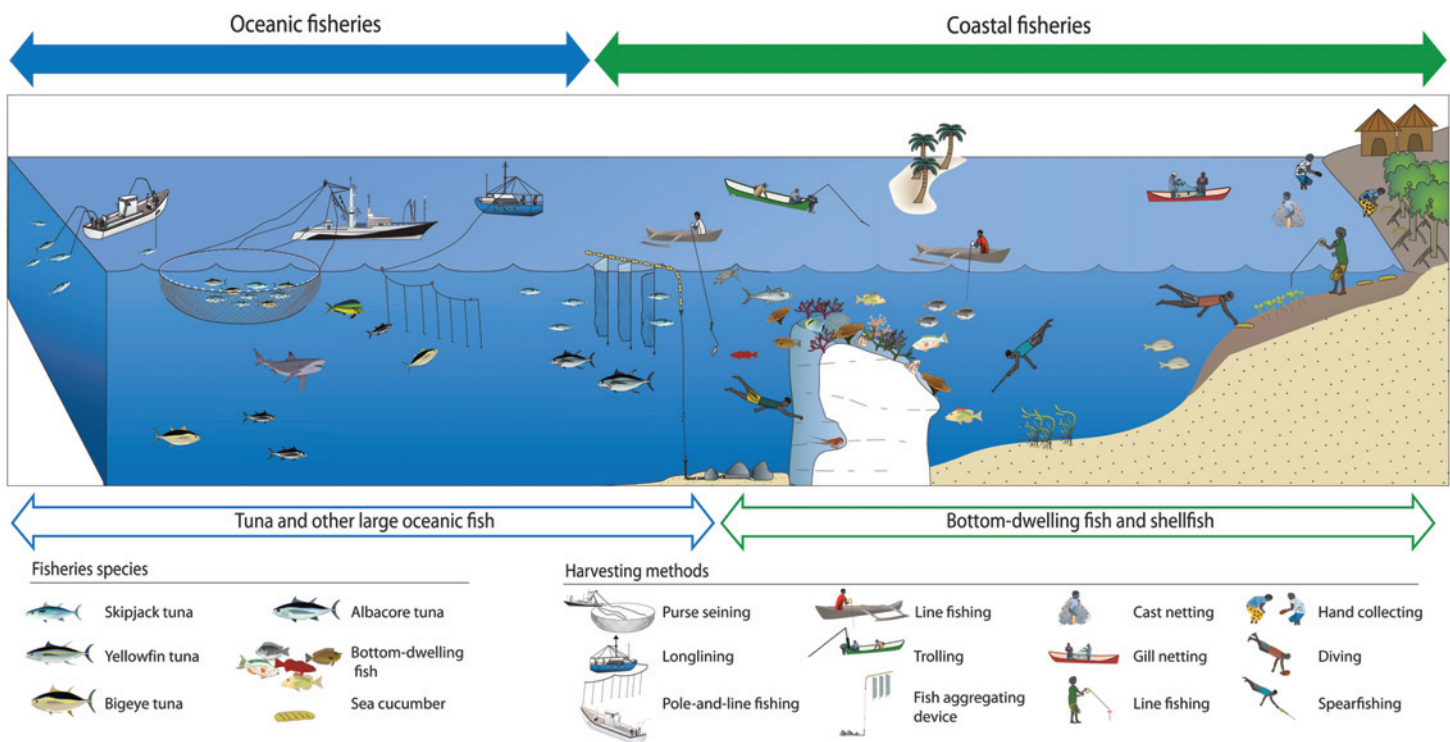 Oceanic fisheries
Coastal fisheries
Tuna and other large oceanic fish
Bottom-dwelling fish and shellfish
Fisheries species
Skipjack tuna
Albacore tuna
Yellowfin tuna
Bottom-dwelling
fish
Bigeye tuna
Sea cucumber
Harvesting methods
Purse seining
Line fishing
Cast netting
Hand collecting
Longlining
Trolling
Gill netting
Diving
Pole-and-line fishing
Fish aggregating
device
Line fishing
Spearfishing